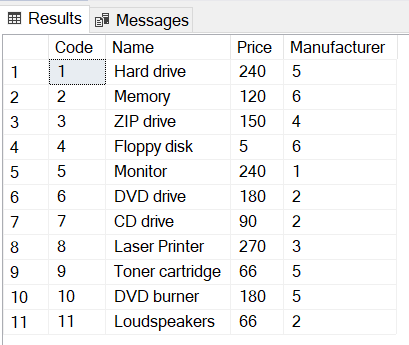 Results Messages
Code Name Price Manufacturer
1 1 Hard drive 240 5
2 2 Memory 120 6
3 3 ZIP drive 150 4
4 4 Floppy disk 5 6
5 5 Monitor 240 1
6 6 DVD drive 180 2
7 7 CD drive 90 2
8 8 Laser Printer 270 3
9 9 Toner cartridge 66 5
10 10 DVD burner 180 5
11 11 Loudspeakers 66 2